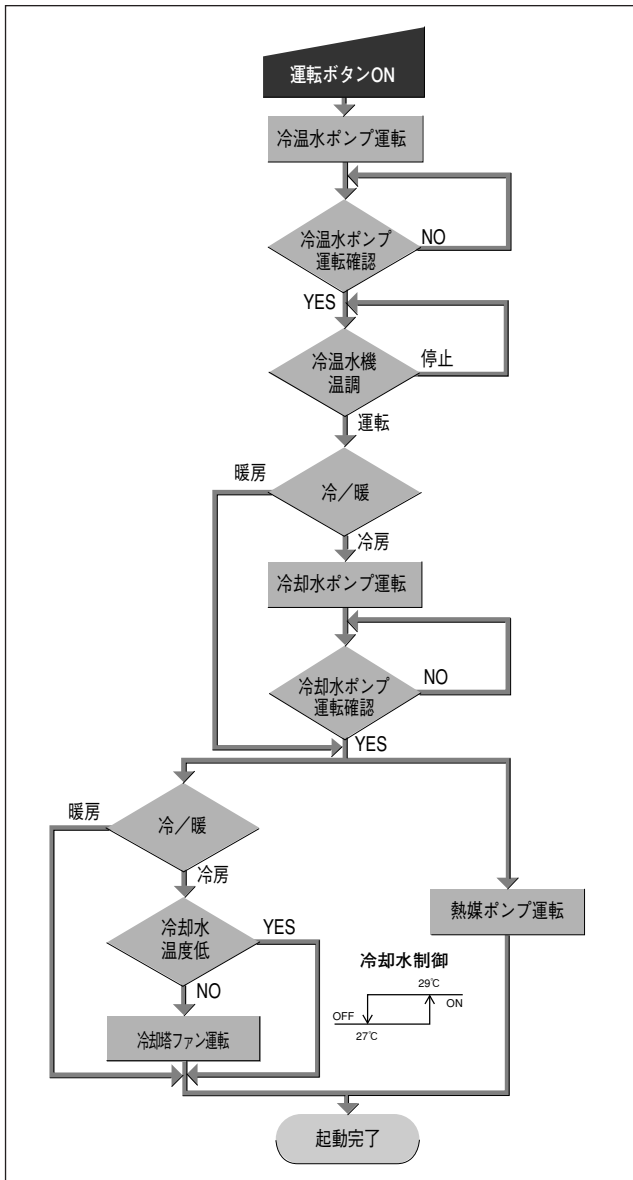 運転ボタンON
冷温水ポンプ運転
冷温水ポンプ
運転確認
NO
YES
冷温水機
温調
停止
運転
暖房
冷／暖
冷房
冷却水ポンプ運転
冷却水ポンプ
運転確認
NO
YES
暖房
冷／暖
冷房
熱媒ポンプ運転
冷却水
温度低
YES
NO
冷却塔ファン運転
冷却水制御
29℃
ON
OFF
27℃
起動完了